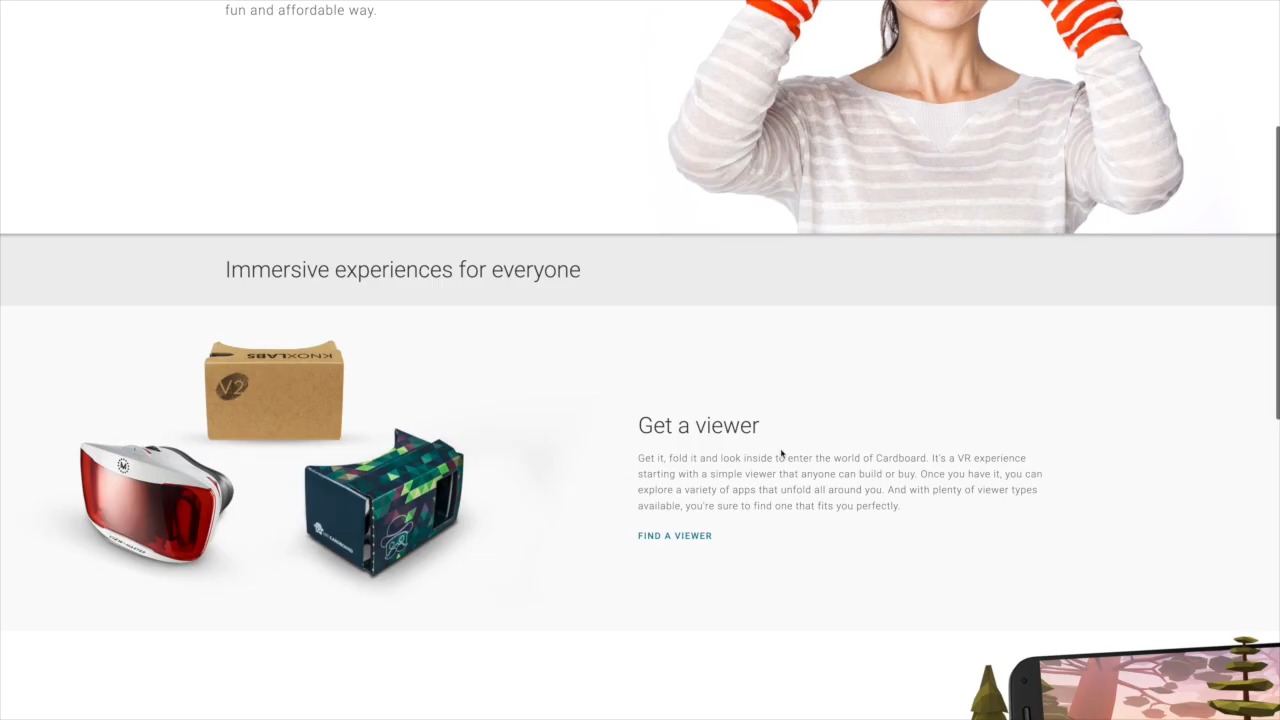 fun and affordable way.
Immersive experiences for everyone
KNOXLABS
V2
Get a viewer
Get it, fold it and look inside to enter the world of Cardboard. It's a VR experience
starting with a simple viewer that anyone can build or buy. Once you have it, you can
explore a variety of apps that unfold all around you. And with plenty of viewer types
available, you're sure to find one that fits you perfectly.
FIND A VIEWER